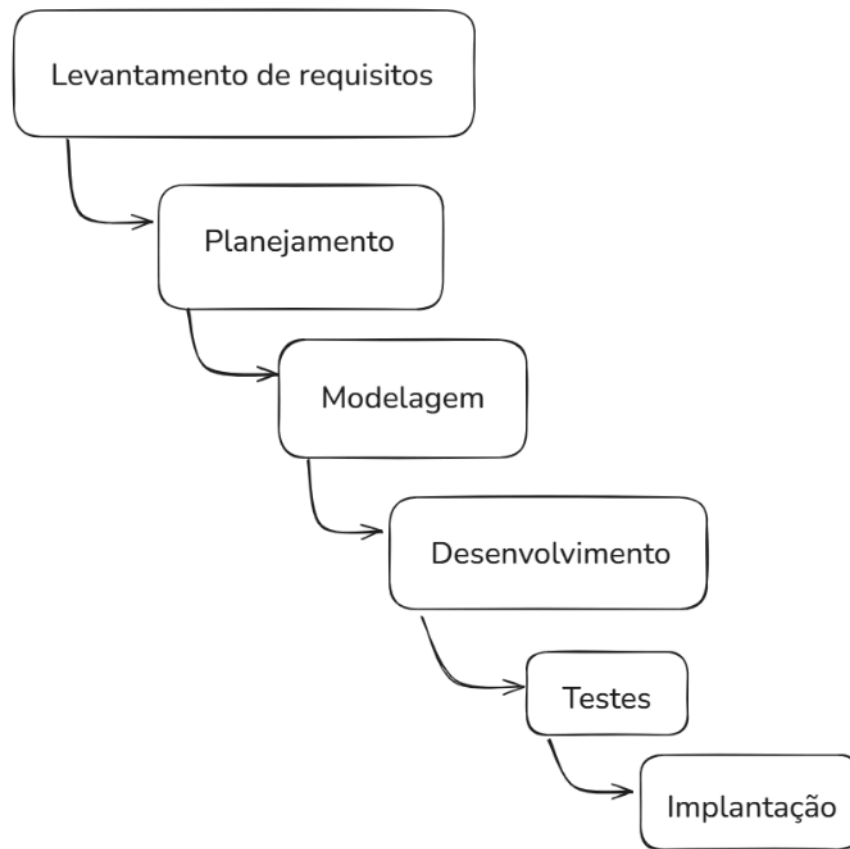 Levantamento de requisitos
Planejamento
Modelagem
Desenvolvimento
Testes
Implantação